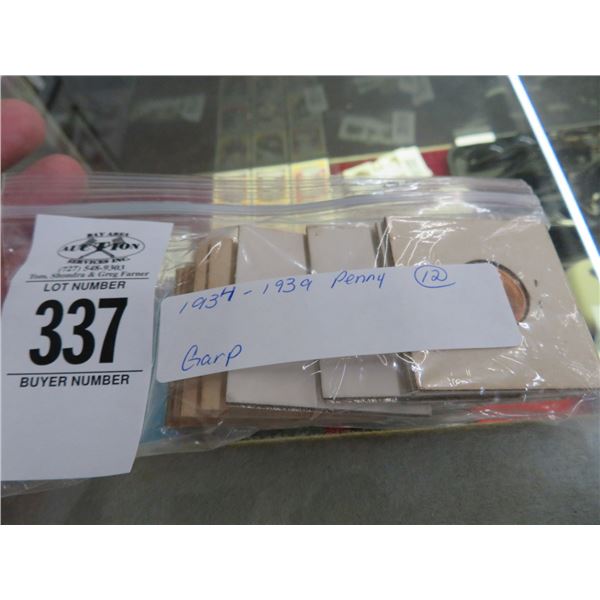 BAY AREA
AUCTION
SERVICES INC.
(727) 548-9303
Tom, Shondra & Greg Farner
LOT NUMBER
337
BUYER NUMBER
1934 - 1939 Penny 12
Garp